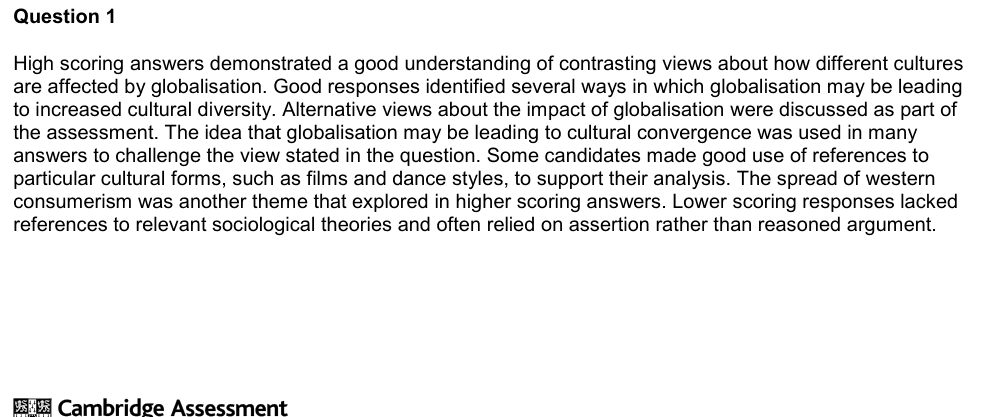 Question 1
High scoring answers demonstrated a good understanding of contrasting views about how different cultures
are affected by globalisation. Good responses identified several ways in which globalisation may be leading
to increased cultural diversity. Alternative views about the impact of globalisation were discussed as part of
the assessment. The idea that globalisation may be leading to cultural convergence was used in many
answers to challenge the view stated in the question. Some candidates made good use of references to
particular cultural forms, such as films and dance styles, to support their analysis. The spread of western
consumerism was another theme that explored in higher scoring answers. Lower scoring responses lacked
references to relevant sociological theories and often relied on assertion rather than reasoned argument.
Cambridge Assessment